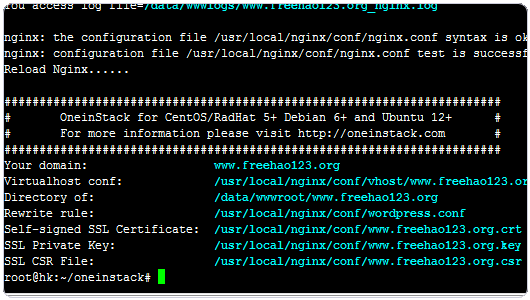 You access log file=/data/wwwlogs/www.freehao123.org_nginx.log
nginx: the configuration file /usr/local/nginx/conf/nginx.conf syntax is ok
nginx: configuration file /usr/local/nginx/conf/nginx.conf test is successf
Reload Nginx......
#######################################################################
#       OneinStack for CentOS/RadHat 5+ Debian 6+ and Ubuntu 12+      #
#       For more information please visit http://oneinstack.com       #
#######################################################################
Your domain:                  www.freehao123.org
Virtualhost conf:             /usr/local/nginx/conf/vhost/www.freehao123.or
Directory of:                 /data/wwwroot/www.freehao123.org
Rewrite rule:                 /usr/local/nginx/conf/wordpress.conf
Self-signed SSL Certificate:  /usr/local/nginx/conf/www.freehao123.org.crt
SSL Private Key:              /usr/local/nginx/conf/www.freehao123.org.key
SSL CSR File:                 /usr/local/nginx/conf/www.freehao123.org.csr
root@hk:~/oneinstack#